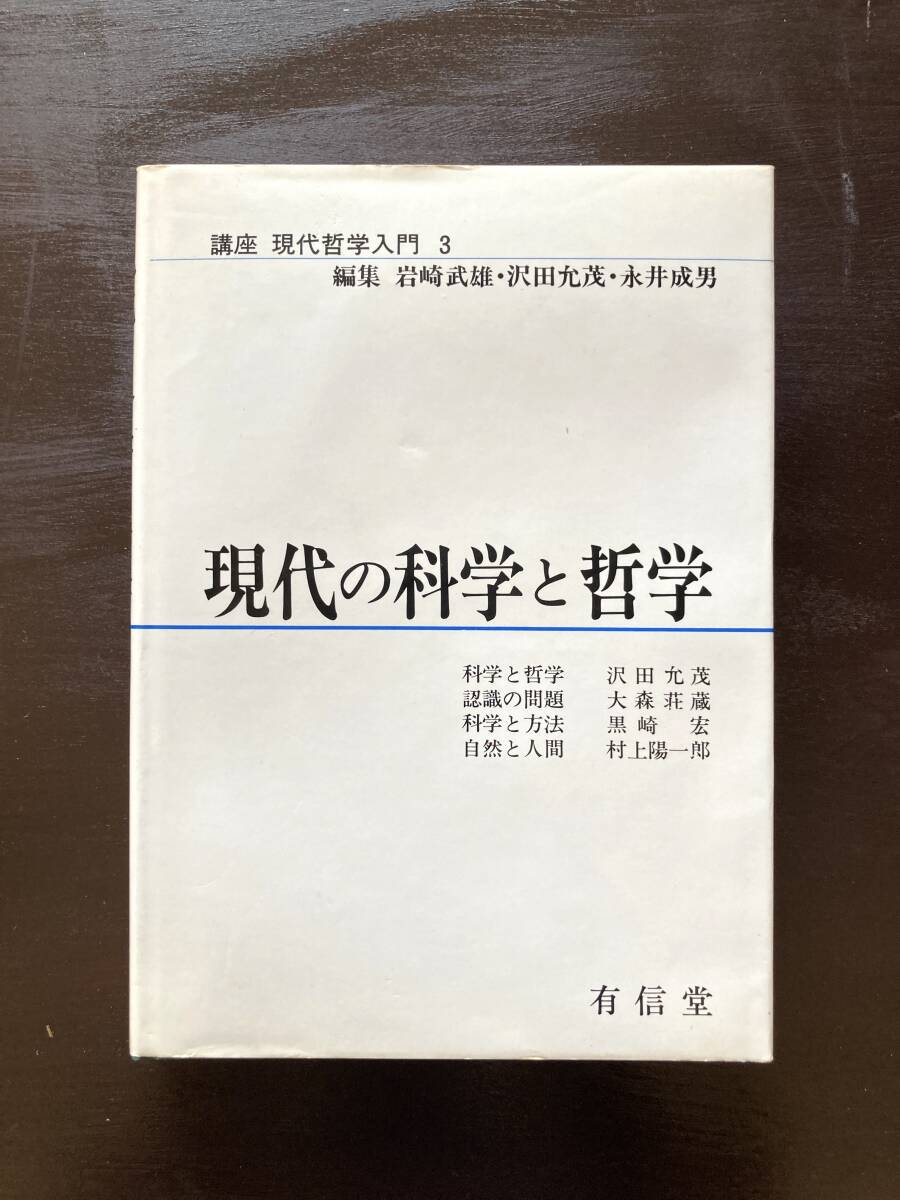 講座 現代哲学入門 3
編集 岩崎武雄・沢田允茂・永井成男
現代の科学と哲学
科学と哲学 沢田允茂
認識の問題 大森荘蔵
科学と方法 黒崎宏
自然と人間 村上陽一郎
有信堂